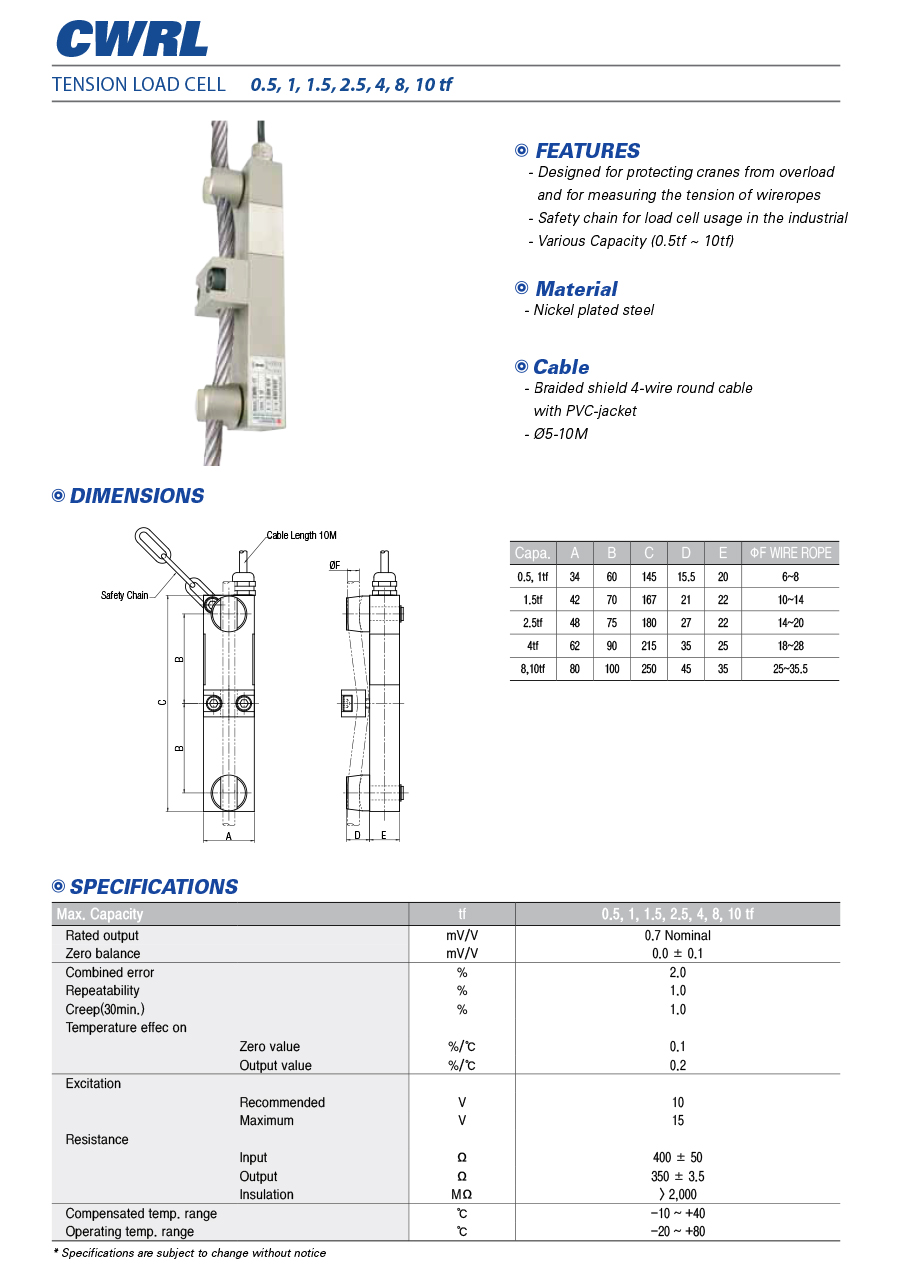 CWRL
TENSION LOAD CELL 0.5, 1, 1.5, 2.5, 4, 8, 10 tf
FEATURES
- Designed for protecting cranes from overload
and for measuring the tension of wireropes
- Safety chain for load cell usage in the industrial
- Various Capacity (0.5tf ~ 10tf)
Material
- Nickel plated steel
Cable
- Braided shield 4-wire round cable
with PVC-jacket
- Ø5-10M
DIMENSIONS
Cable Length 10M
Safety Chain
ØF
B
C
B
A
D E
Capa. A B C D E ΦF WIRE ROPE
0.5, 1tf 34 60 145 15.5 20 6~8
1.5tf 42 70 167 21 22 10~14
2.5tf 48 75 180 27 22 14~20
4tf 62 90 215 35 25 18~28
8,10tf 80 100 250 45 35 25~35.5
SPECIFICATIONS
Max. Capacity tf 0.5, 1, 1.5, 2.5, 4, 8, 10 tf
Rated output mV/V 0.7 Nominal
Zero balance mV/V 0.0 ± 0.1
Combined error % 2.0
Repeatability % 1.0
Creep(30min.) % 1.0
Temperature effec on
Zero value %/℃ 0.1
Output value %/℃ 0.2
Excitation
Recommended V 10
Maximum V 15
Resistance
Input Ω 400 ± 50
Output Ω 350 ± 3.5
Insulation MΩ 〉2,000
Compensated temp. range ℃ −10 ~ +40
Operating temp. range ℃ −20 ~ +80
* Specifications are subject to change without notice